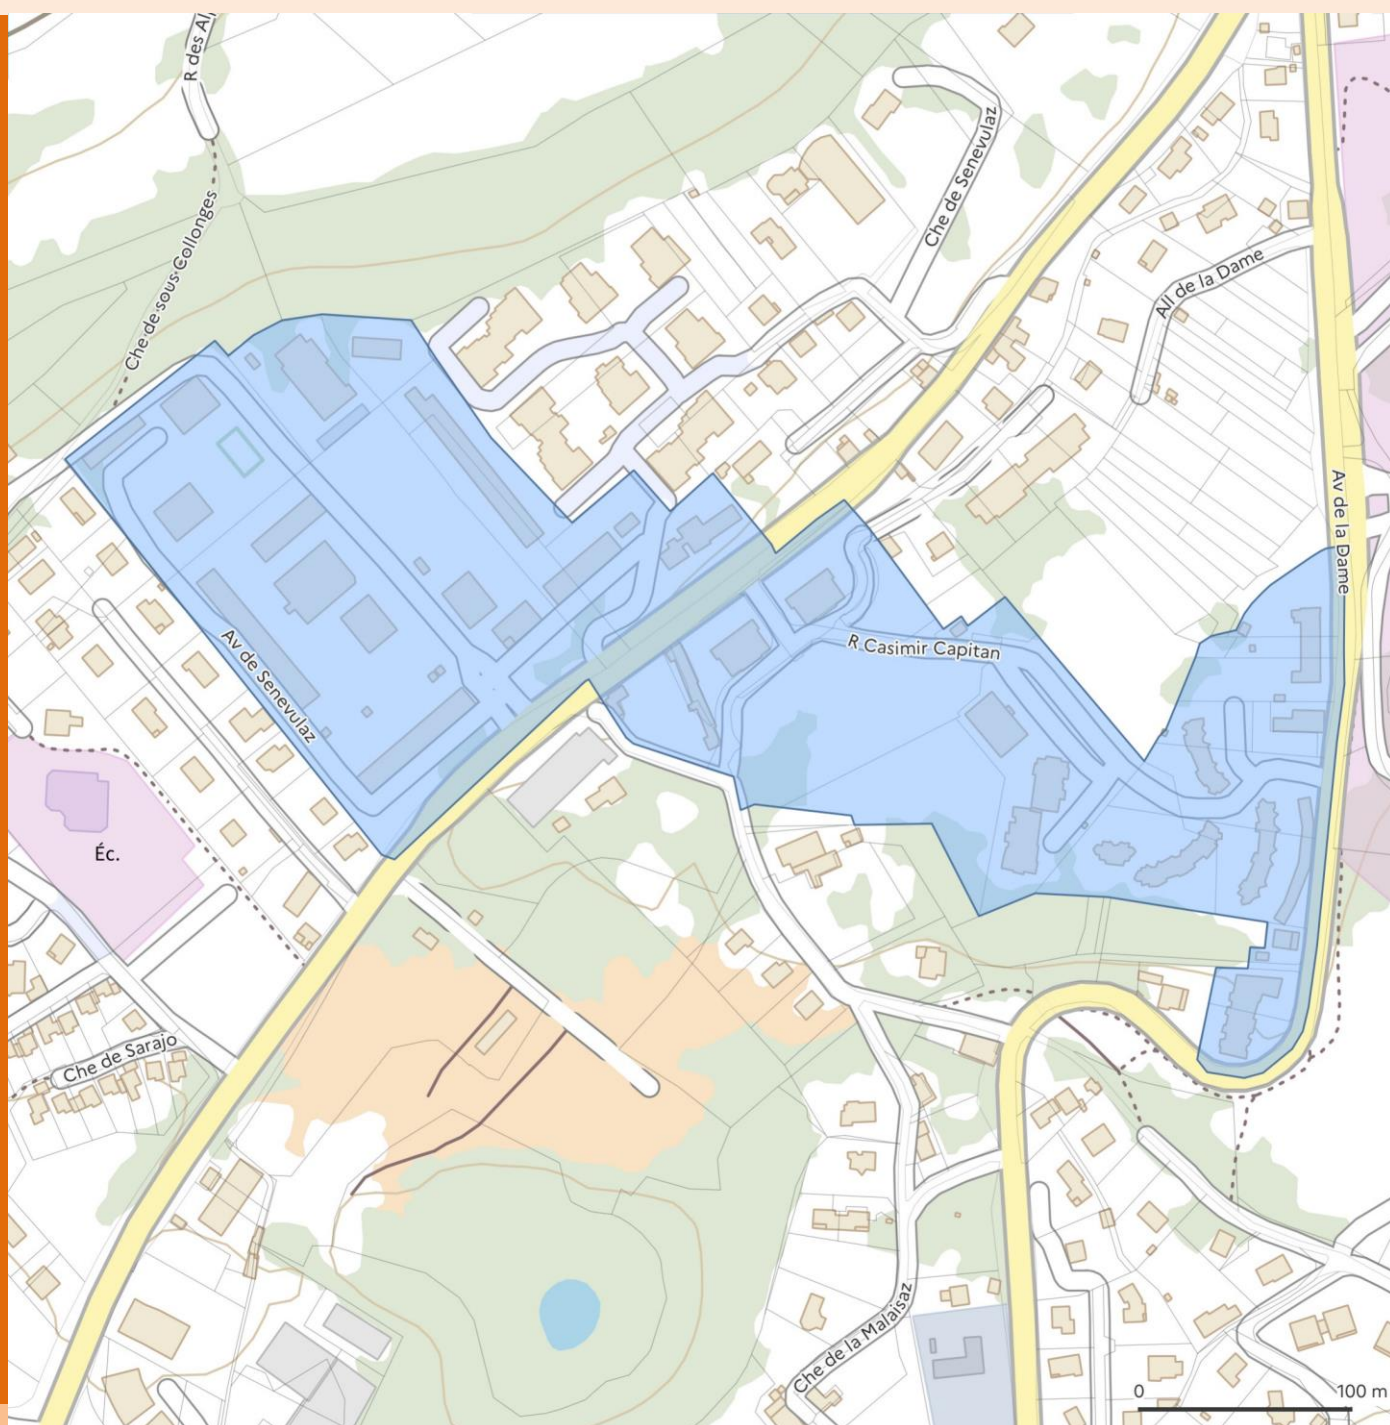 R des Al
Che de sous Collonges
Che de Senevulaz
All de la Dame
Av de la Dame
R Casimir Capitan
Av de Senevulaz
Éc.
Che de Sarajo
Che de la Malaisaz
0 100 m